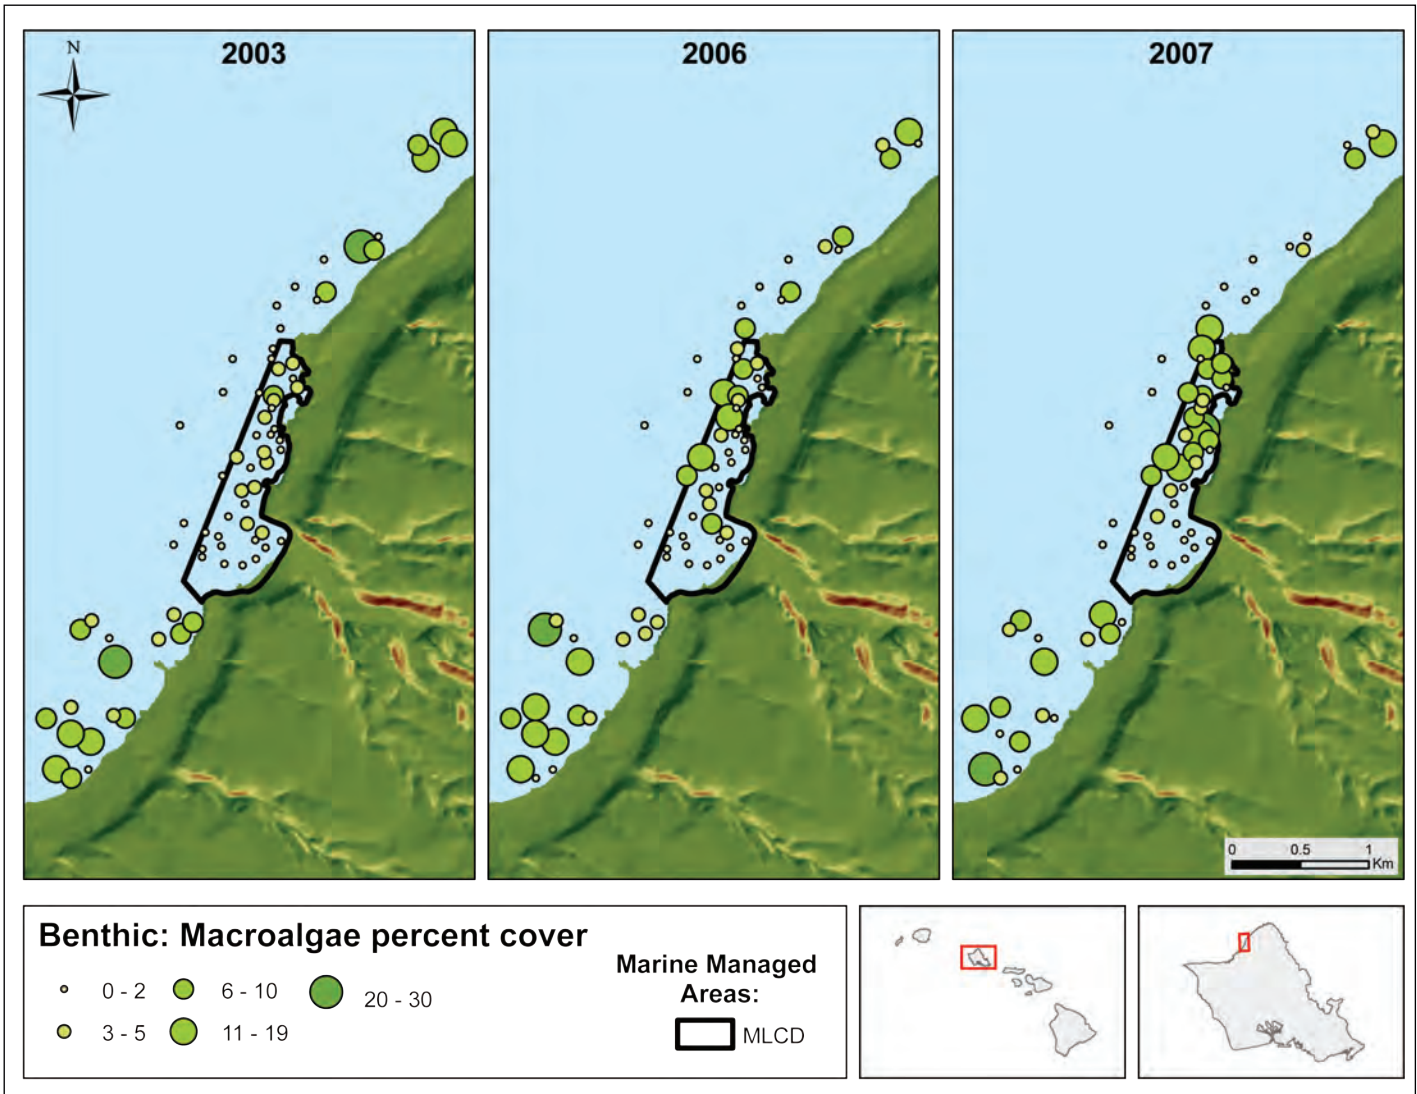 2003
2006
2007
N
0 0.5 1
Km
Benthic: Macroalgae percent cover
0 - 2
3 - 5
6 - 10
11 - 19
20 - 30
Marine Managed
Areas:
MLCD